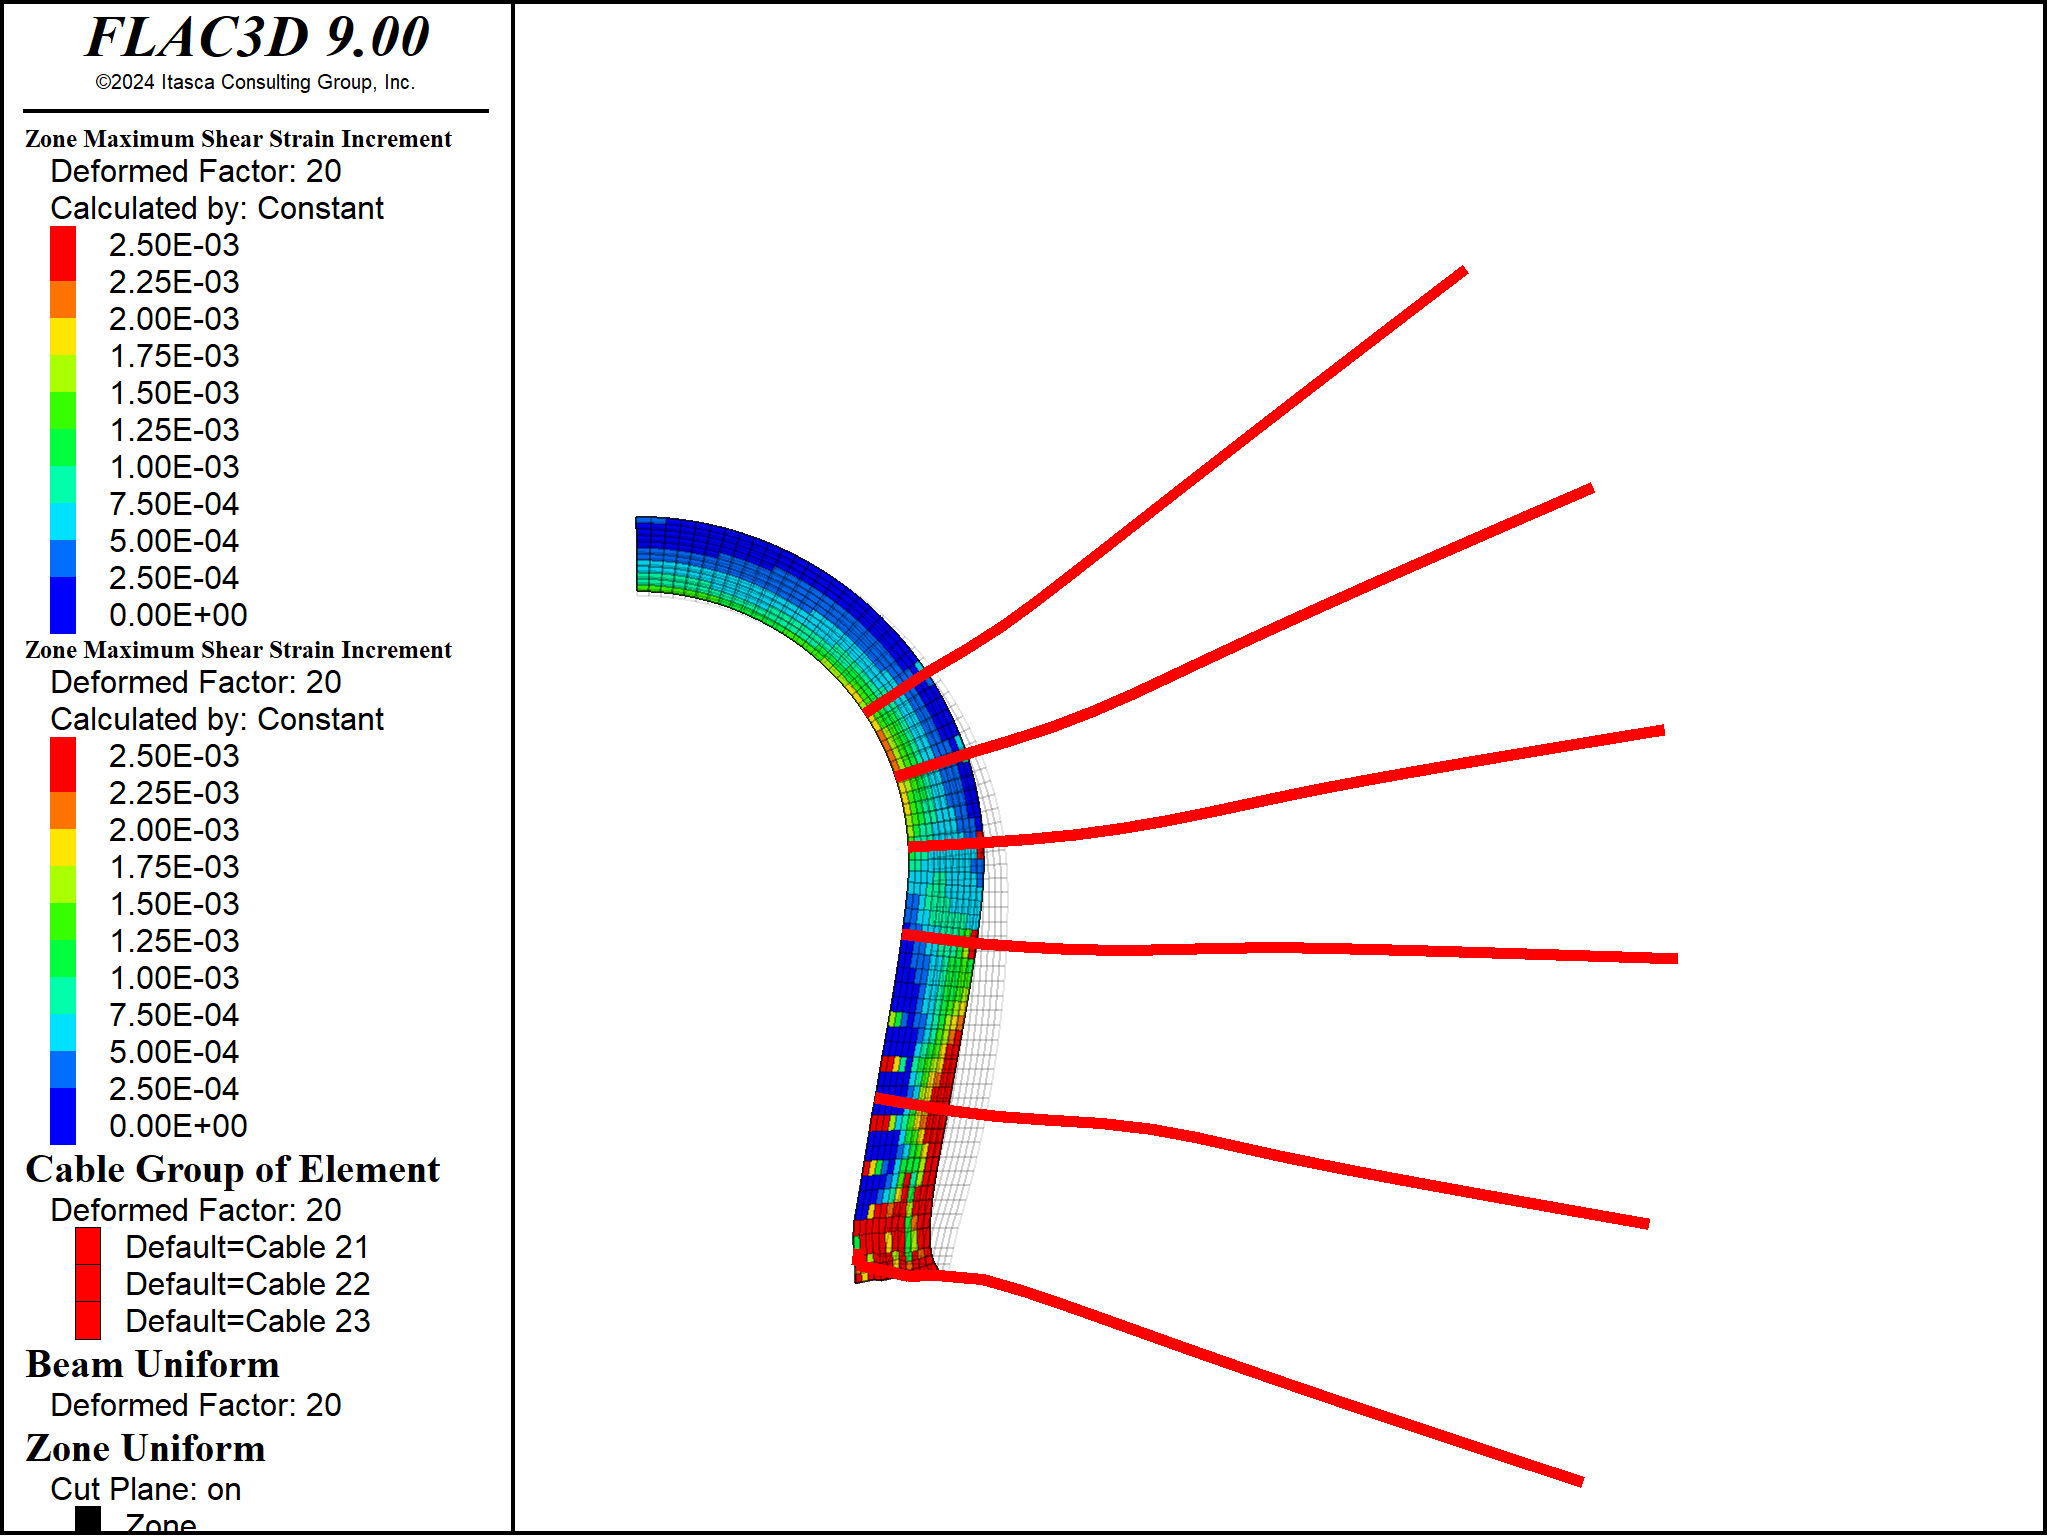 FLAC3D 9.00
©2024 Itasca Consulting Group, Inc.
Zone Maximum Shear Strain Increment
Deformed Factor: 20
Calculated by: Constant
2.50E-03
2.25E-03
2.00E-03
1.75E-03
1.50E-03
1.25E-03
1.00E-03
7.50E-04
5.00E-04
2.50E-04
0.00E+00
Zone Maximum Shear Strain Increment
Deformed Factor: 20
Calculated by: Constant
2.50E-03
2.25E-03
2.00E-03
1.75E-03
1.50E-03
1.25E-03
1.00E-03
7.50E-04
5.00E-04
2.50E-04
0.00E+00
Cable Group of Element
Deformed Factor: 20
Default=Cable 21
Default=Cable 22
Default=Cable 23
Beam Uniform
Deformed Factor: 20
Zone Uniform
Cut Plane: on
Zone